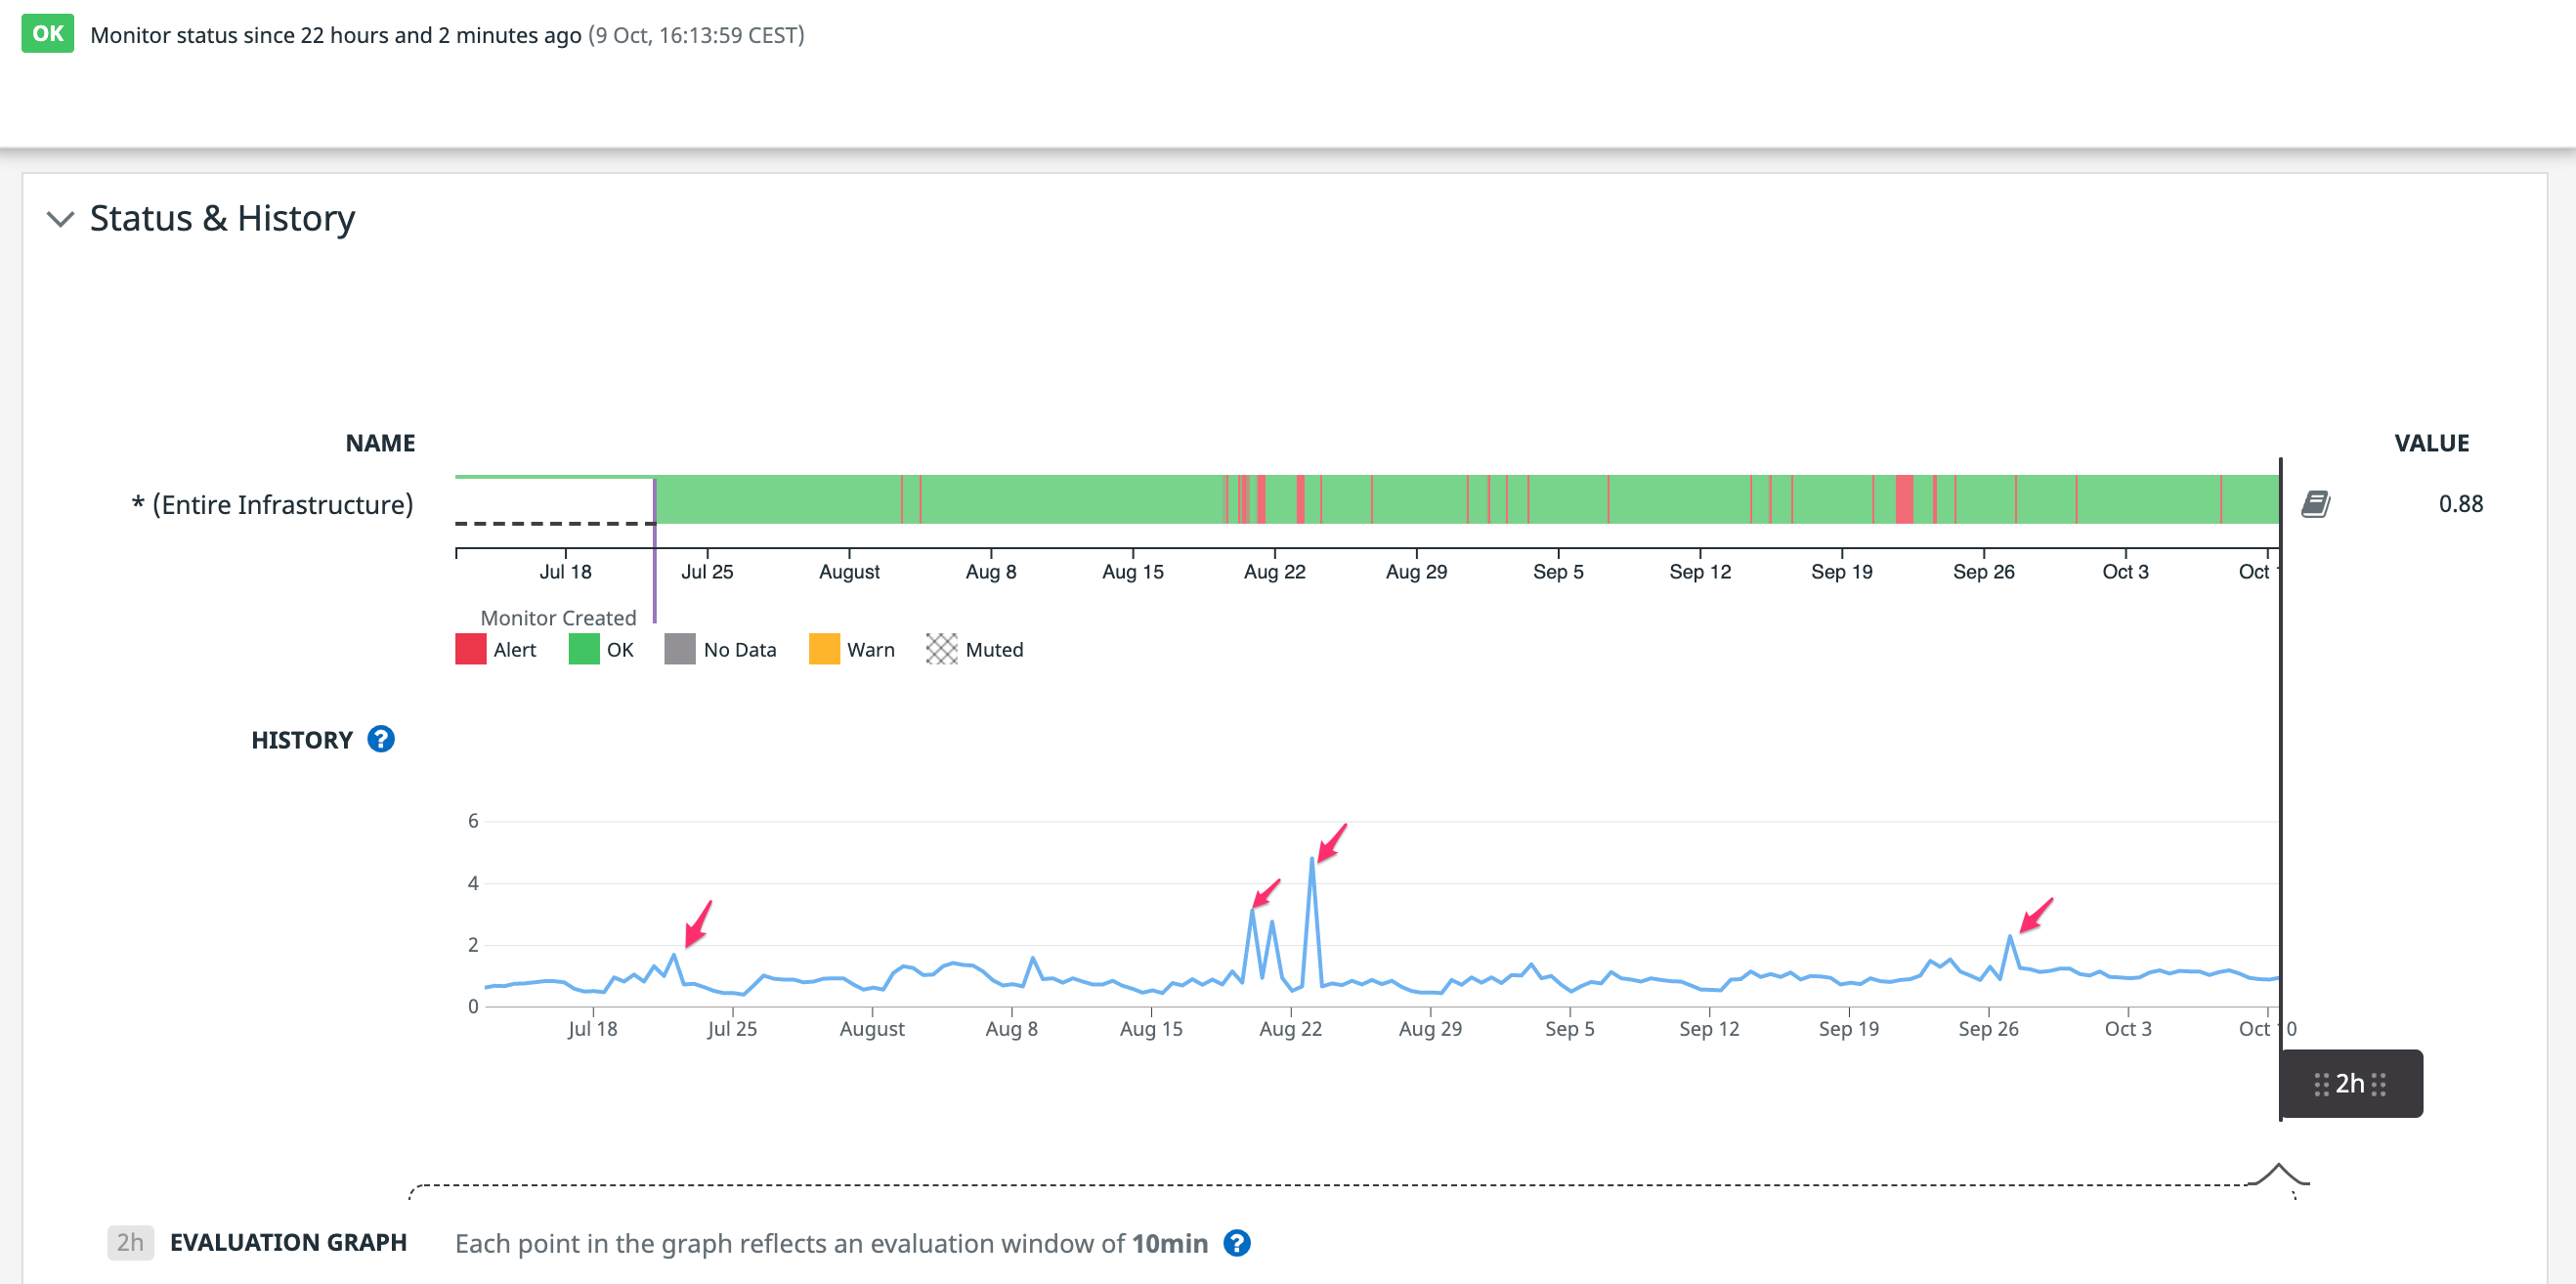 OK Monitor status since 22 hours and 2 minutes ago (9 Oct, 16:13:59 CEST)
Status & History
NAME VALUE
* (Entire Infrastructure) 0.88
Jul 18 Jul 25 August Aug 8 Aug 15 Aug 22 Aug 29 Sep 5 Sep 12 Sep 19 Sep 26 Oct 3 Oct
Monitor Created
Alert OK No Data Warn Muted
HISTORY ?
6
4
2
0
Jul 18 Jul 25 August Aug 8 Aug 15 Aug 22 Aug 29 Sep 5 Sep 12 Sep 19 Sep 26 Oct 3 Oct 10
2h
2h EVALUATION GRAPH Each point in the graph reflects an evaluation window of 10min ?